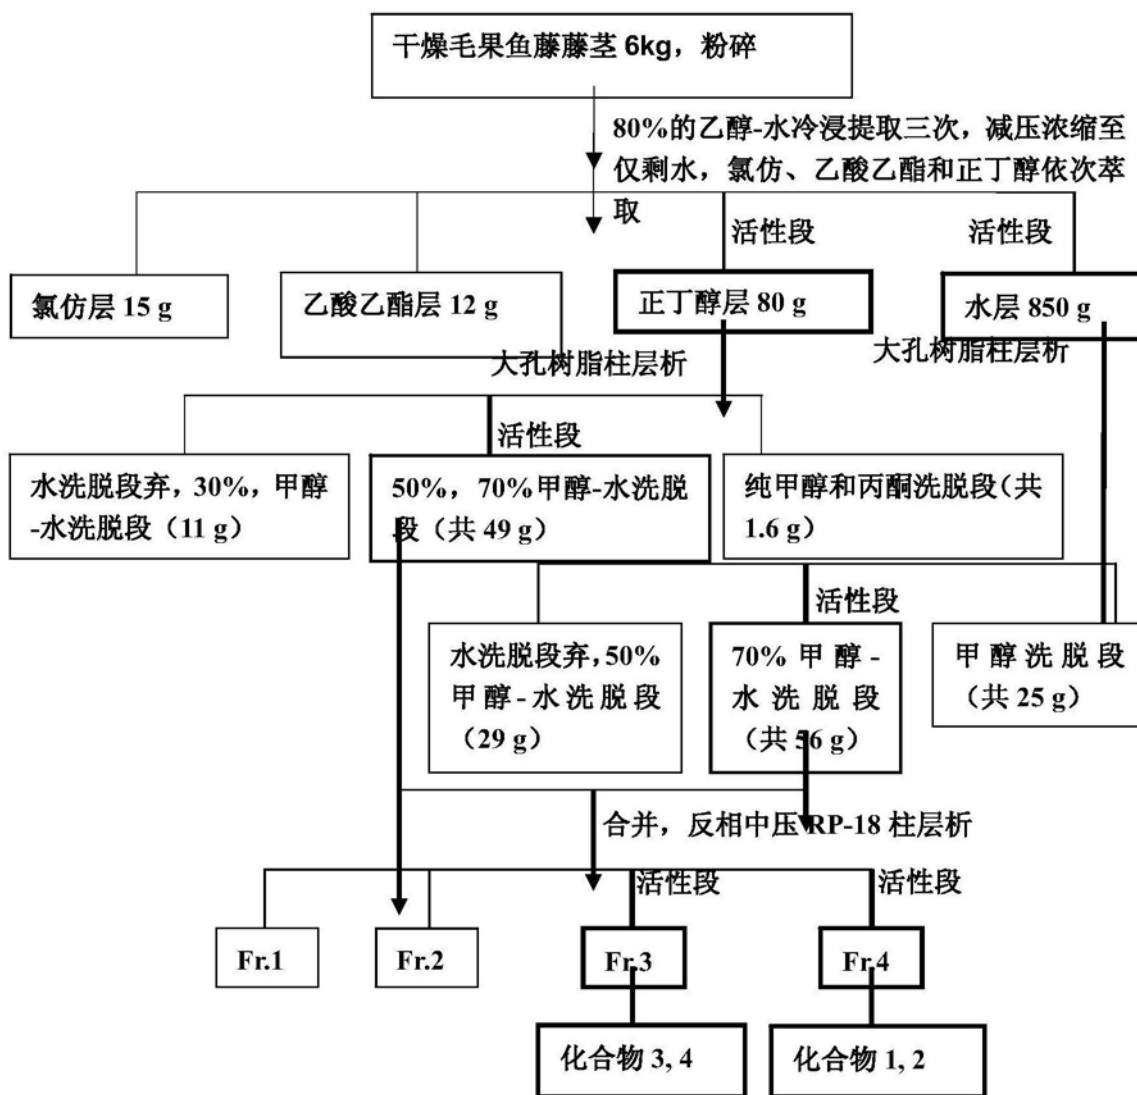 干燥毛果鱼藤藤茎 6kg，粉碎
80%的乙醇-水冷浸提取三次，减压浓缩至
仅剩水，氯仿、乙酸乙酯和正丁醇依次萃
取
活性段
活性段
氯仿层 15 g
乙酸乙酯层 12 g
正丁醇层 80 g
水层 850 g
大孔树脂柱层析
大孔树脂柱层析
活性段
水洗脱段弃，30%，甲醇
-水洗脱段（11 g）
50%，70%甲醇-水洗脱
段（共 49 g）
纯甲醇和丙酮洗脱段（共
1.6 g）
活性段
水洗脱段弃，50%
甲醇-水洗脱段
（29 g）
70%甲醇-
水洗脱段
（共 56 g）
甲醇洗脱段
（共 25 g）
合并，反相中压 RP-18 柱层析
活性段
活性段
Fr.1
Fr.2
Fr.3
Fr.4
化合物 3, 4
化合物 1, 2